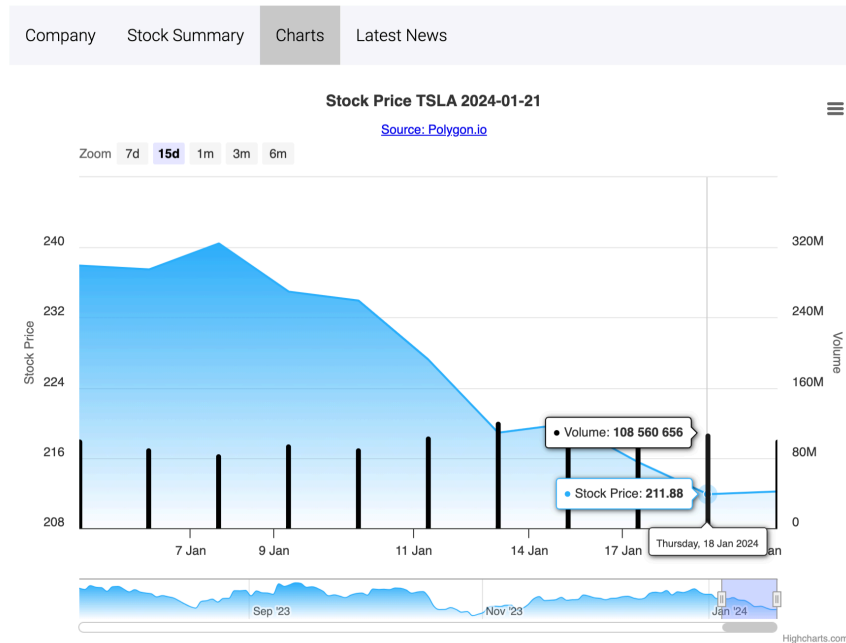 Company Stock Summary Charts Latest News
Stock Price TSLA 2024-01-21
Source: Polygon.io
Zoom 7d 15d 1m 3m 6m
240 320M
232 240M
224 160M
216 80M
208 0
Stock Price
Volume
Volume: 108 560 656
Stock Price: 211.88
Thursday, 18 Jan 2024
7 Jan 9 Jan 11 Jan 14 Jan 17 Jan
Sep '23 Nov '23 Jan '24
Highcharts.com